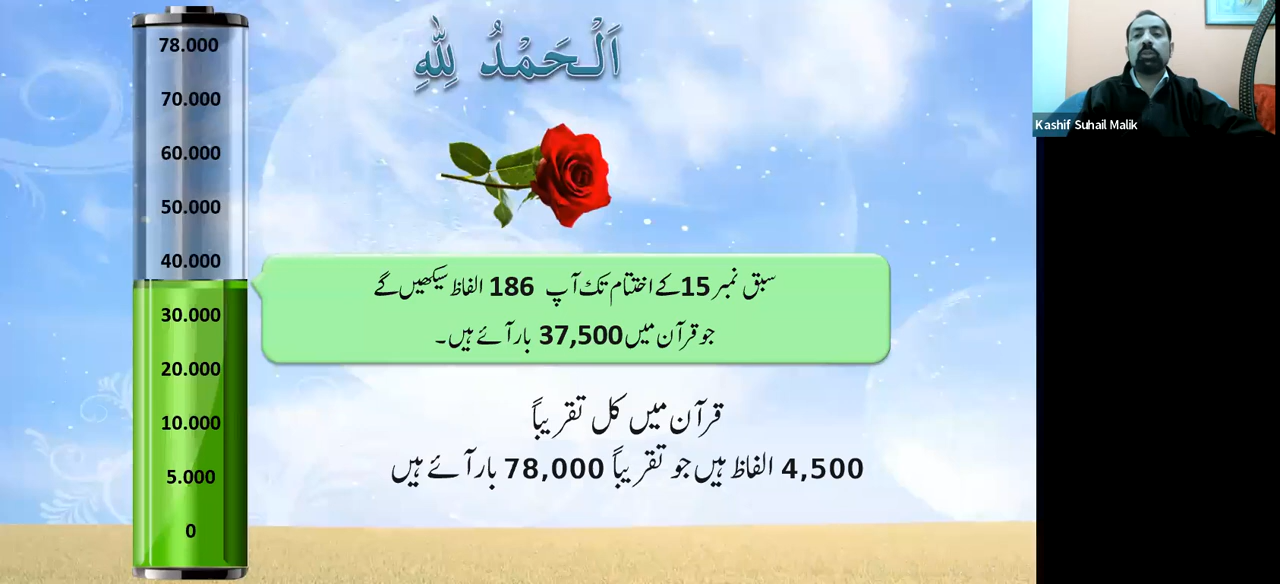 اَلْحَمْدُ لِلّٰهِ
78.000
70.000
60.000
50.000
40.000
30.000
20.000
10.000
5.000
0
سبق نمبر 15 کے اختتام تک آپ 186 الفاظ سیکھیں گے
جو قرآن میں 37,500 بار آئے ہیں۔
قرآن میں کل تقریباً
4,500 الفاظ ہیں جو تقریباً 78,000 بار آئے ہیں
Kashif Suhail Malik